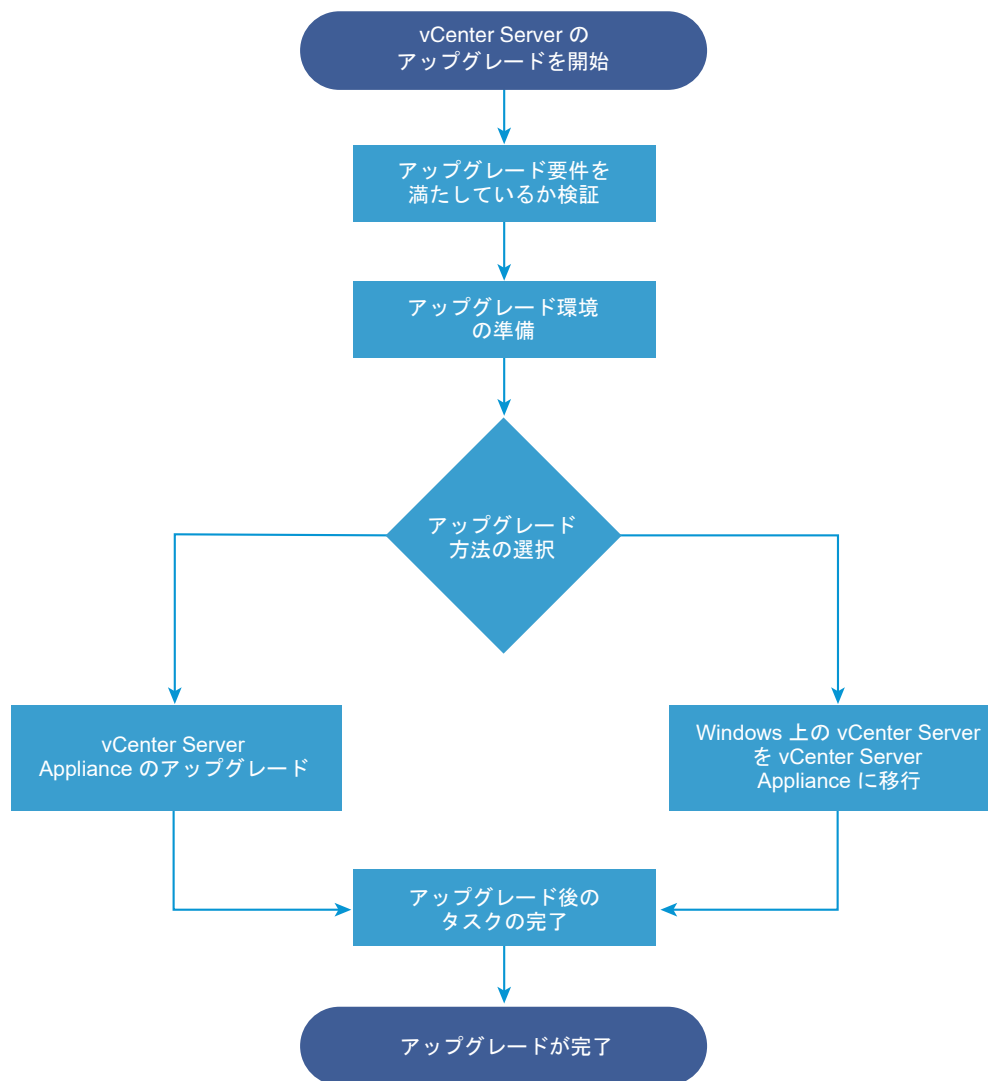 vCenter Server の
アップグレードを開始
アップグレード要件を
満たしているか検証
アップグレード環境
の準備
アップグレード
方法の選択
vCenter Server
Appliance のアップグレード
Windows 上の vCenter Server
を vCenter Server
Appliance に移行
アップグレード後の
タスクの完了
アップグレードが完了